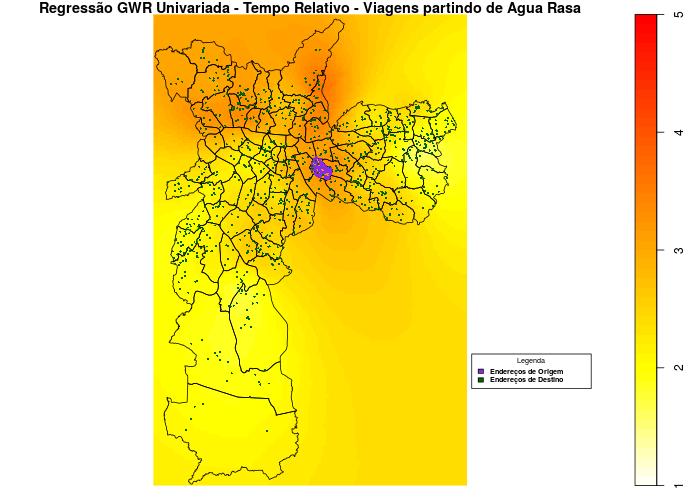 Regressão GWR Univariada - Tempo Relativo - Viagens partindo de Água Rasa
5
4
3
2
1
Legenda
Endereços de Origem
Endereços de Destino